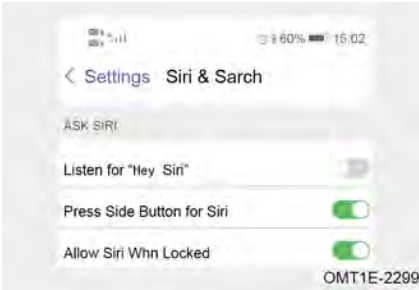 60% 15:02
< Settings Siri & Sarch
ASK SIRI
Listen for "Hey Siri"
Press Side Button for Siri
Allow Siri Whn Locked
OMT1E-2299